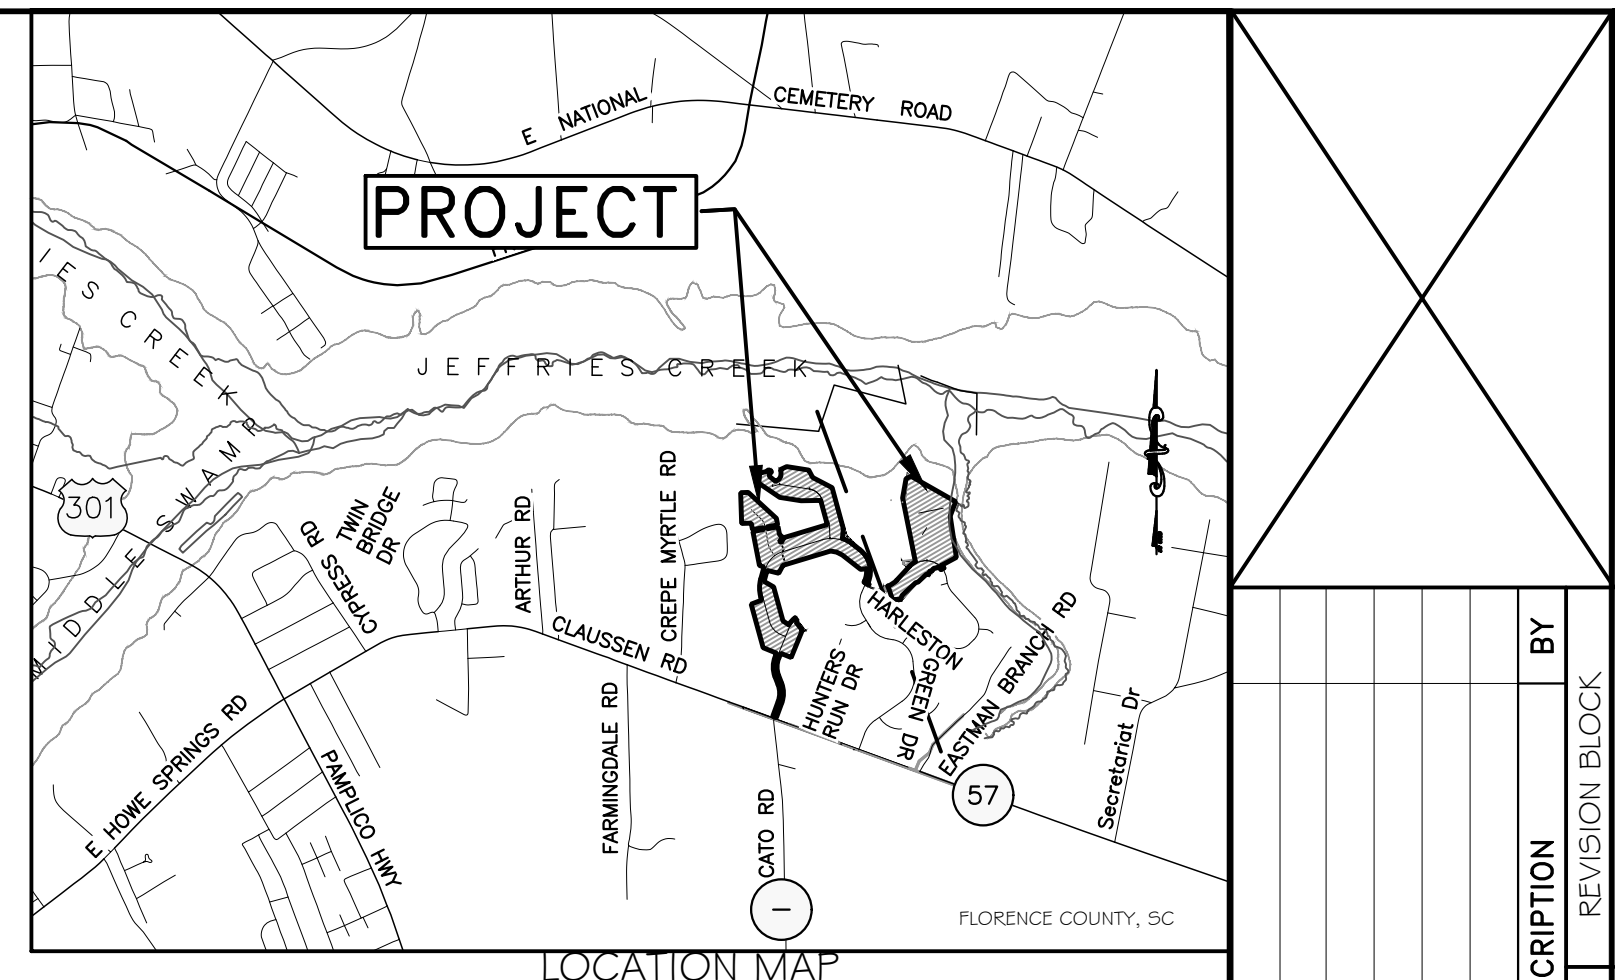 E NATIONAL CEMETERY ROAD
PROJECT
IES CREEK
JEFFRIES CREEK
MIDDLE SWAMP
301
CYPRESS RD
TWIN
BRIDGE
DR
ARTHUR RD
CREPE MYRTLE RD
CLAUSSEN RD
HARLESTON
GREEN DR
HUNTERS
RUN DR
EASTMAN BRANCH RD
Secretariat Dr
E HOWE SPRINGS RD
PAMPLICO HWY
FARMINGDALE RD
CATO RD
57
–
FLORENCE COUNTY, SC
LOCATION MAP
BY
CRIPTION
REVISION BLOCK